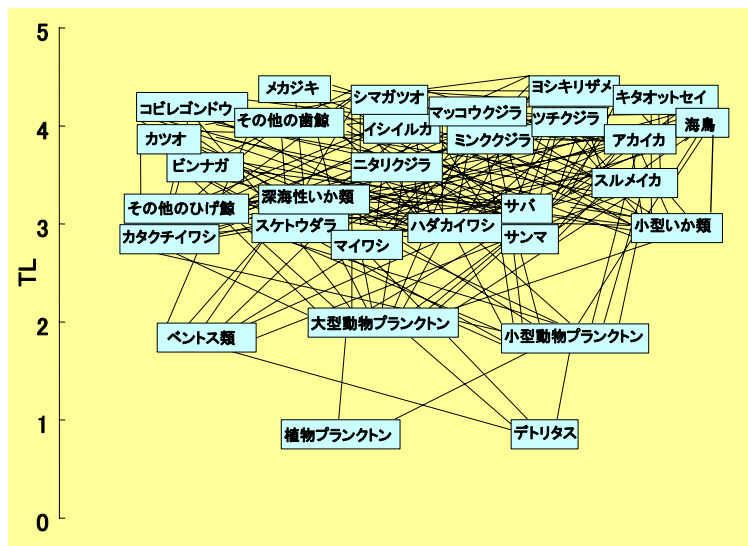 5
メカジキ
ヨシキリザメ
シマガツオ
キタオットセイ
コビレゴンドウ
マッコウクジラ
ツチクジラ
その他の歯鯨
イシイルカ
海鳥
4
カツオ
ミンククジラ
アカイカ
ビンナガ
ニタリクジラ
スルメイカ
深海性いか類
その他のひげ鯨
サバ
スケトウダラ
ハダカイワシ
小型いか類
3
カタクチイワシ
マイワシ
サンマ
TL
2
大型動物プランクトン
ベントス類
小型動物プランクトン
1
植物プランクトン
デトリタス
0